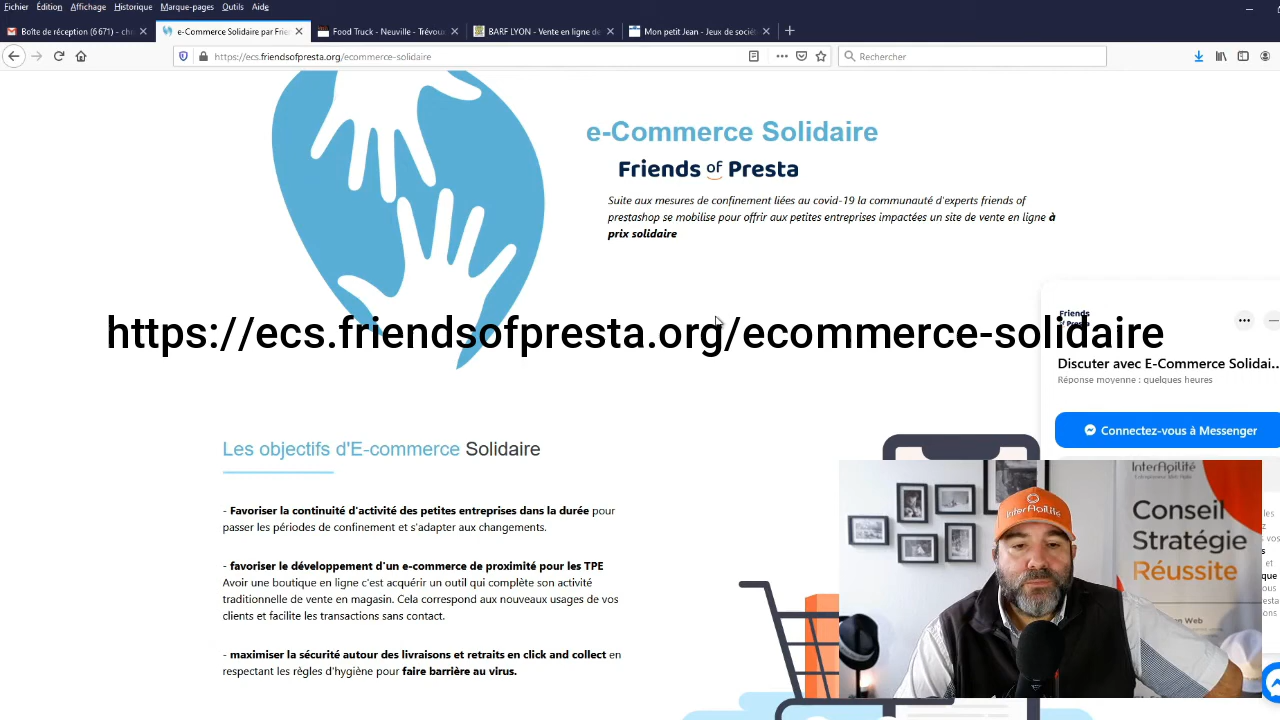 Fichier Édition Affichage Historique Marque-pages Outils Aide
Boîte de réception (6 671) - che
e-Commerce Solidaire par Frien
Food Truck - Neuville - Trévoux
BARF LYON - Vente en ligne de
Mon petit Jean - Jeux de sociét
https://ecs.friendsofpresta.org/ecommerce-solidaire
Rechercher
e-Commerce Solidaire
Friends of Presta
Suite aux mesures de confinement liées au covid-19 la communauté d'experts friends of
prestashop se mobilise pour offrir aux petites entreprises impactées un site de vente en ligne à
prix solidaire
https://ecs.friendsofpresta.org/ecommerce-solidaire
Friends
of Presta
Discuter avec E-Commerce Solidai...
Réponse moyenne : quelques heures
Connectez-vous à Messenger
Les objectifs d'E-commerce Solidaire
- Favoriser la continuité d'activité des petites entreprises dans la durée pour
passer les périodes de confinement et s'adapter aux changements.
- favoriser le développement d'un e-commerce de proximité pour les TPE
Avoir une boutique en ligne c'est acquérir un outil qui complète son activité
traditionnelle de vente en magasin. Cela correspond aux nouveaux usages de vos
clients et facilite les transactions sans contact.
- maximiser la sécurité autour des livraisons et retraits en click and collect en
respectant les règles d'hygiène pour faire barrière au virus.
InterAgilité
Conseil
Stratégie
Réussite
Web
InterAgilité